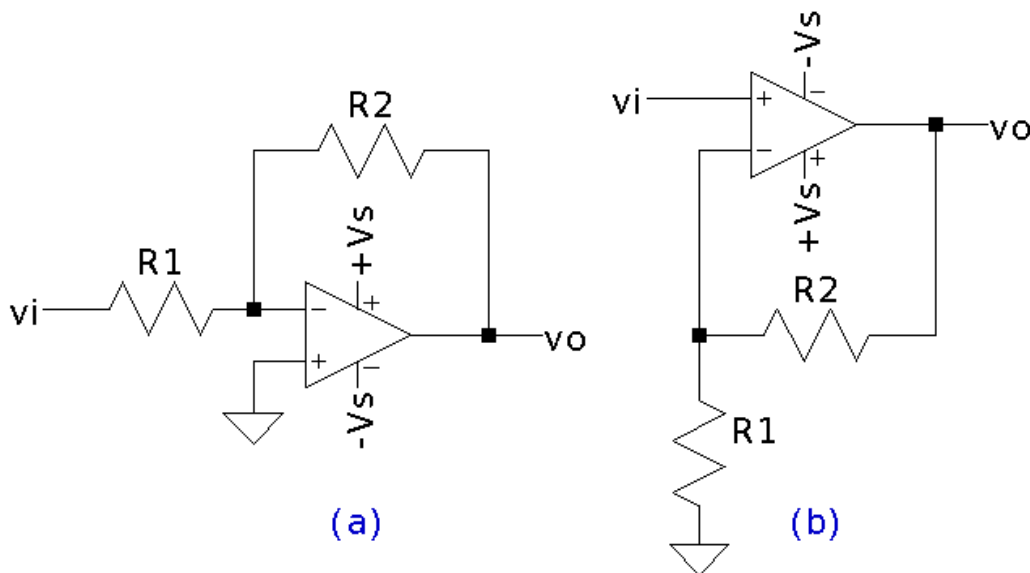 R2
+Vs
R1
vi
−
+
+
−
vo
-Vs
(a)
-Vs
vi
+
−
−
+
vo
+Vs
R2
R1
(b)